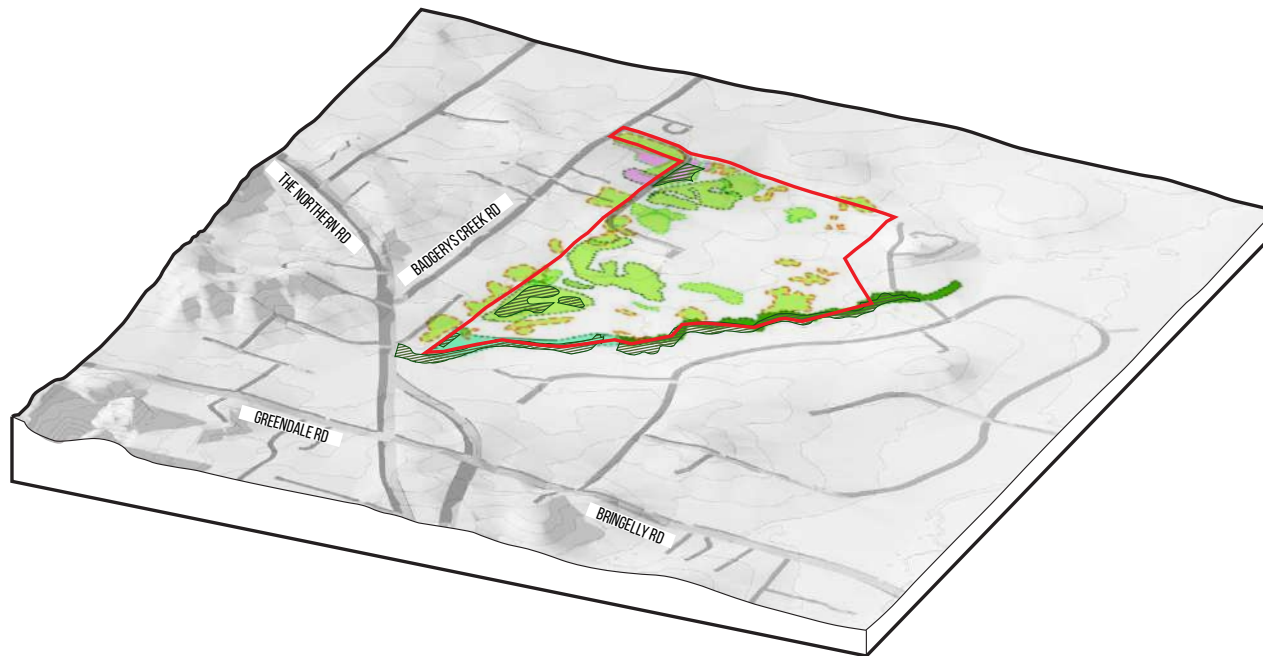 THE NORTHERN RD
BADGERYS CREEK RD
GREENDALE RD
BRINGELLY RD